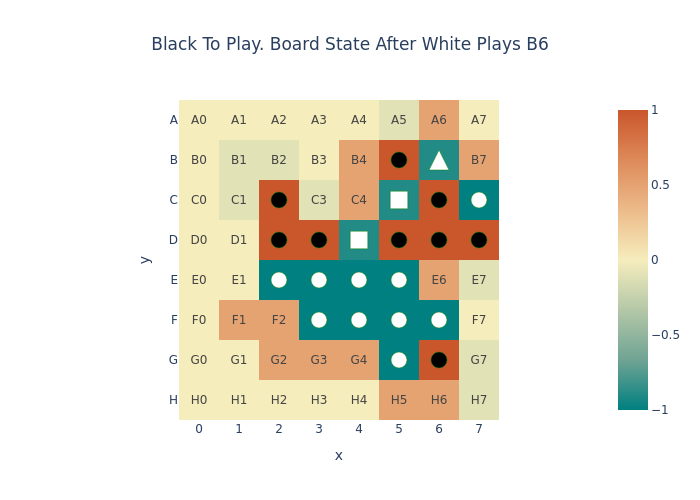 Black To Play. Board State After White Plays B6
A A0 A1 A2 A3 A4 A5 A6 A7
B B0 B1 B2 B3 B4 B7
C C0 C1 C3 C4
D D0 D1
E E0 E1 E6 E7
F F0 F1 F2 F7
G G0 G1 G2 G3 G4 G7
H H0 H1 H2 H3 H4 H5 H6 H7
0 1 2 3 4 5 6 7
x
y
1
0.5
0
−0.5
−1